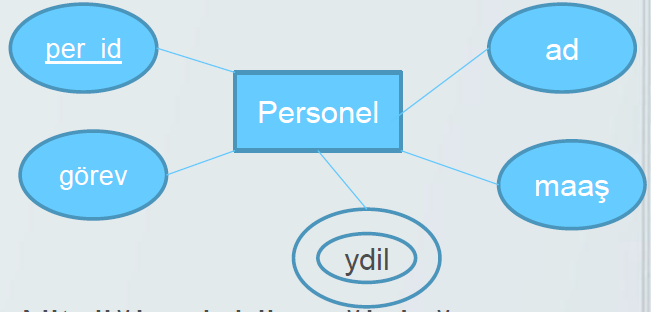 per_id
ad
Personel
görev
maaş
ydil